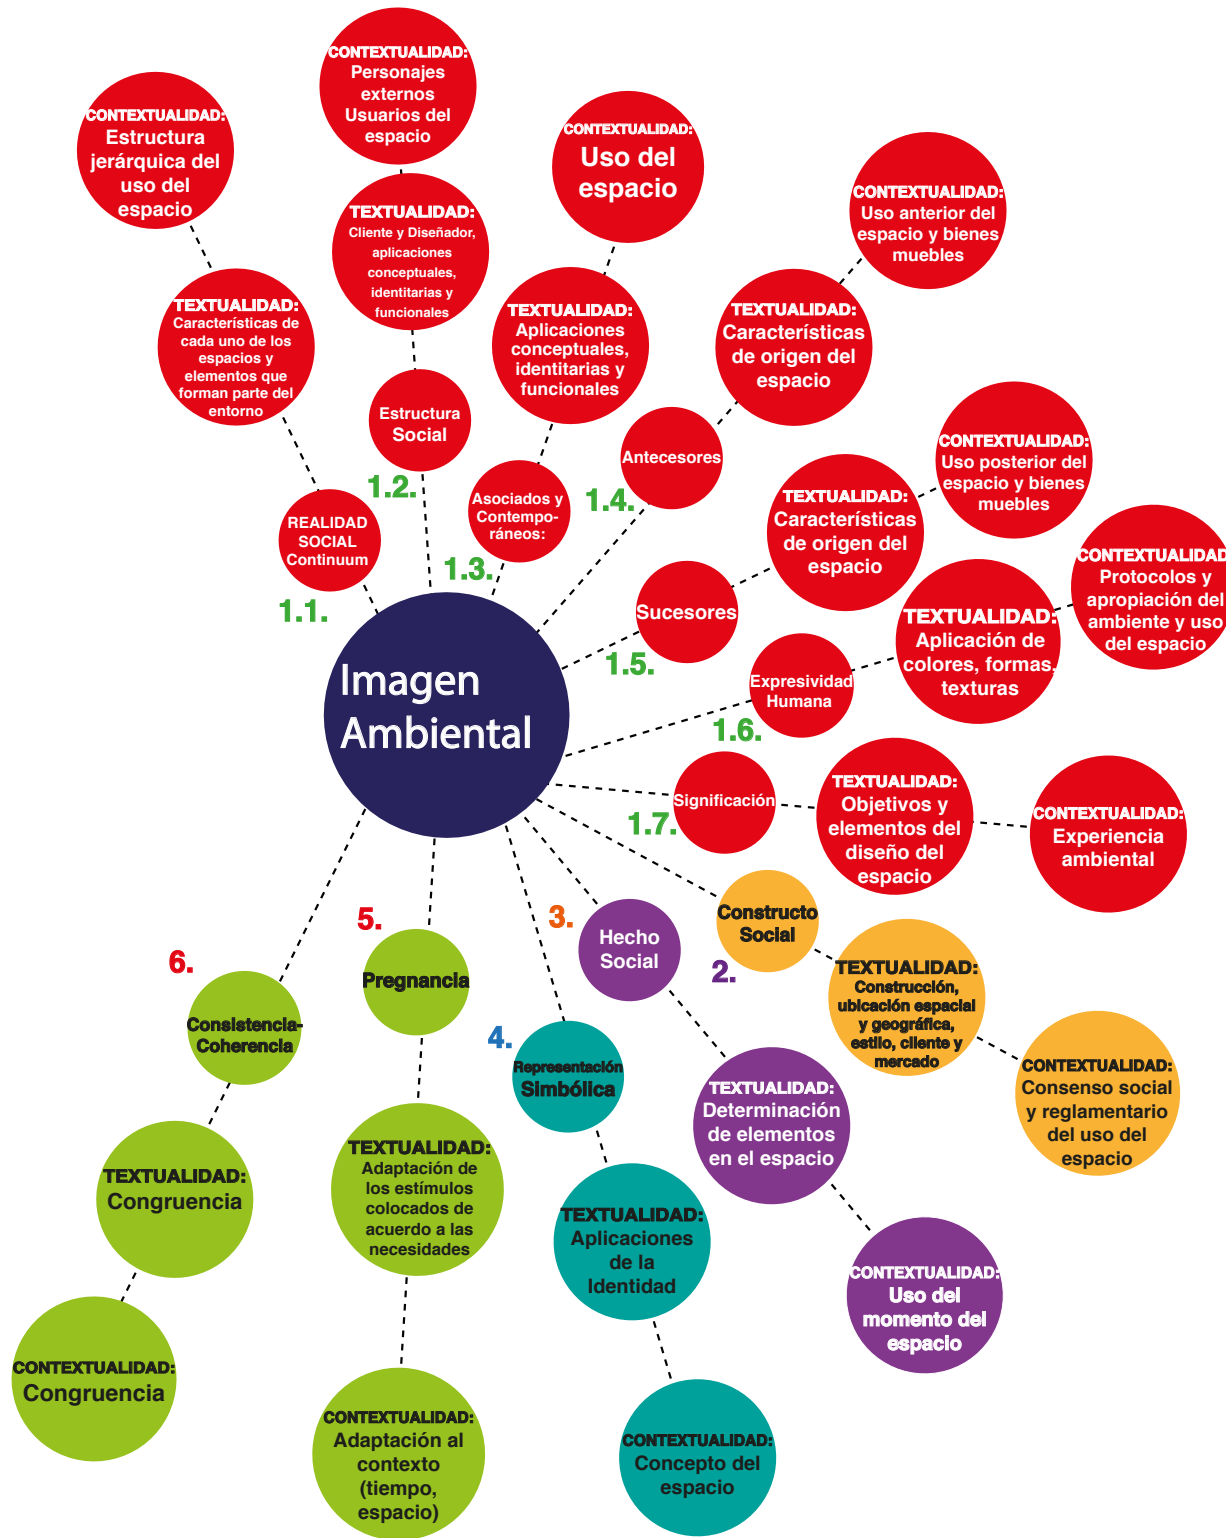 Imagen
Ambiental
1.1.
REALIDAD
SOCIAL
Continuum
TEXTUALIDAD:
Características de
cada uno de los
espacios y
elementos que
forman parte del
entorno
CONTEXTUALIDAD:
Estructura
jerárquica del
uso del
espacio
1.2.
Estructura
Social
TEXTUALIDAD:
Cliente y Diseñador,
aplicaciones
conceptuales,
identitarias y
funcionales
CONTEXTUALIDAD:
Personajes
externos
Usuarios del
espacio
1.3.
Asociados y
Contempo-
ráneos:
TEXTUALIDAD:
Aplicaciones
conceptuales,
identitarias y
funcionales
CONTEXTUALIDAD:
Uso del
espacio
1.4.
Antecesores
TEXTUALIDAD:
Características
de origen del
espacio
CONTEXTUALIDAD:
Uso anterior del
espacio y bienes
muebles
1.5.
Sucesores
TEXTUALIDAD:
Características
de origen del
espacio
CONTEXTUALIDAD:
Uso posterior del
espacio y bienes
muebles
1.6.
Expresividad
Humana
TEXTUALIDAD:
Aplicación de
colores, formas,
texturas
CONTEXTUALIDAD:
Protocolos y
apropiación del
ambiente y uso
del espacio
1.7.
Significación
TEXTUALIDAD:
Objetivos y
elementos del
diseño del
espacio
CONTEXTUALIDAD:
Experiencia
ambiental
2.
Constructo
Social
TEXTUALIDAD:
Construcción,
ubicación espacial
y geográfica,
estilo, cliente y
mercado
CONTEXTUALIDAD:
Consenso social
y reglamentario
del uso del
espacio
3.
Hecho
Social
TEXTUALIDAD:
Determinación
de elementos
en el espacio
CONTEXTUALIDAD:
Uso del
momento del
espacio
4.
Representación
Simbólica
TEXTUALIDAD:
Aplicaciones
de la
Identidad
CONTEXTUALIDAD:
Concepto del
espacio
5.
Pregnancia
TEXTUALIDAD:
Adaptación de
los estímulos
colocados de
acuerdo a las
necesidades
CONTEXTUALIDAD:
Adaptación al
contexto
(tiempo,
espacio)
6.
Consistencia-
Coherencia
TEXTUALIDAD:
Congruencia
CONTEXTUALIDAD:
Congruencia